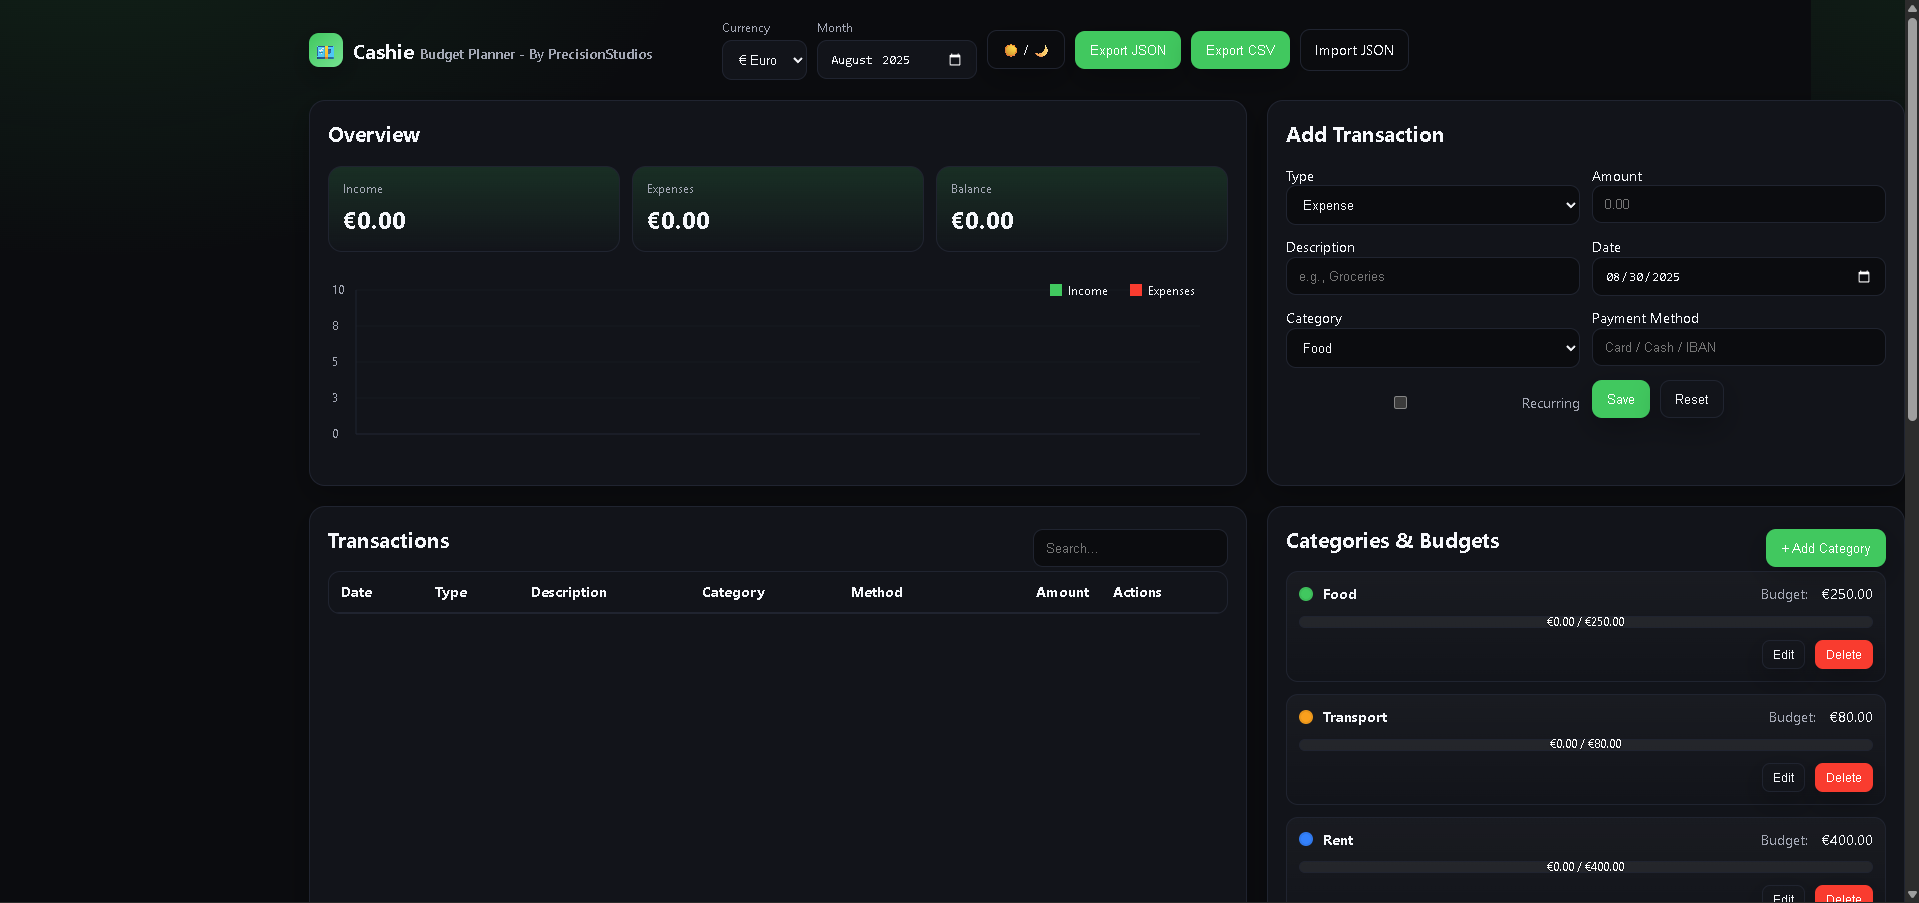 Cashie Budget Planner - By PrecisionStudios
Currency
€ Euro
Month
August 2025
/
Export JSON
Export CSV
Import JSON
Overview
Income
€0.00
Expenses
€0.00
Balance
€0.00
Income
Expenses
10
8
5
3
0
Add Transaction
Type
Expense
Amount
0.00
Description
e.g., Groceries
Date
08/30/2025
Category
Food
Payment Method
Card / Cash / IBAN
Recurring
Save
Reset
Transactions
Search...
Date Type Description Category Method Amount Actions
Categories & Budgets
+ Add Category
Food
Budget: €250.00
€0.00 / €250.00
Edit
Delete
Transport
Budget: €80.00
€0.00 / €80.00
Edit
Delete
Rent
Budget: €400.00
€0.00 / €400.00
Edit
Delete